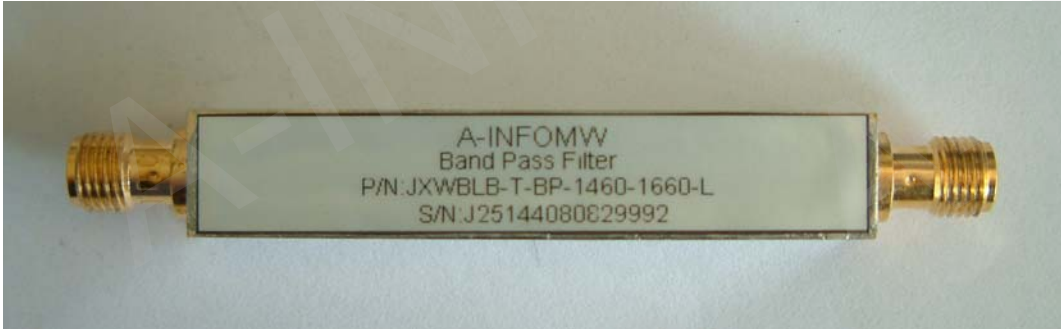 A-INFOMW
Band Pass Filter
P/N:JXWBLB-T-BP-1460-1660-L
S/N:J25144080829992